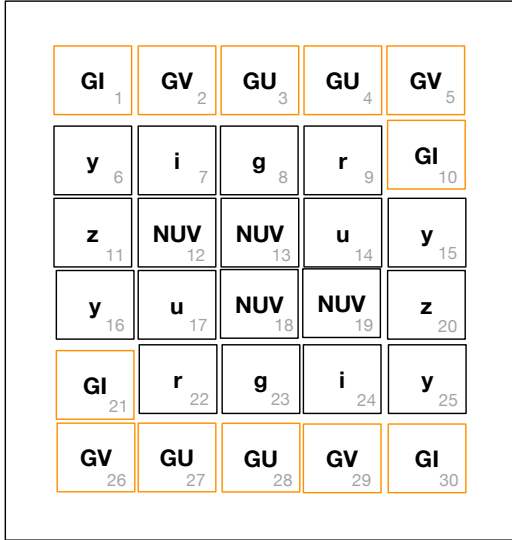 GI 1 GV 2 GU 3 GU 4 GV 5
y 6 i 7 g 8 r 9 GI 10
z 11 NUV 12 NUV 13 u 14 y 15
y 16 u 17 NUV 18 NUV 19 z 20
GI 21 r 22 g 23 i 24 y 25
GV 26 GU 27 GU 28 GV 29 GI 30